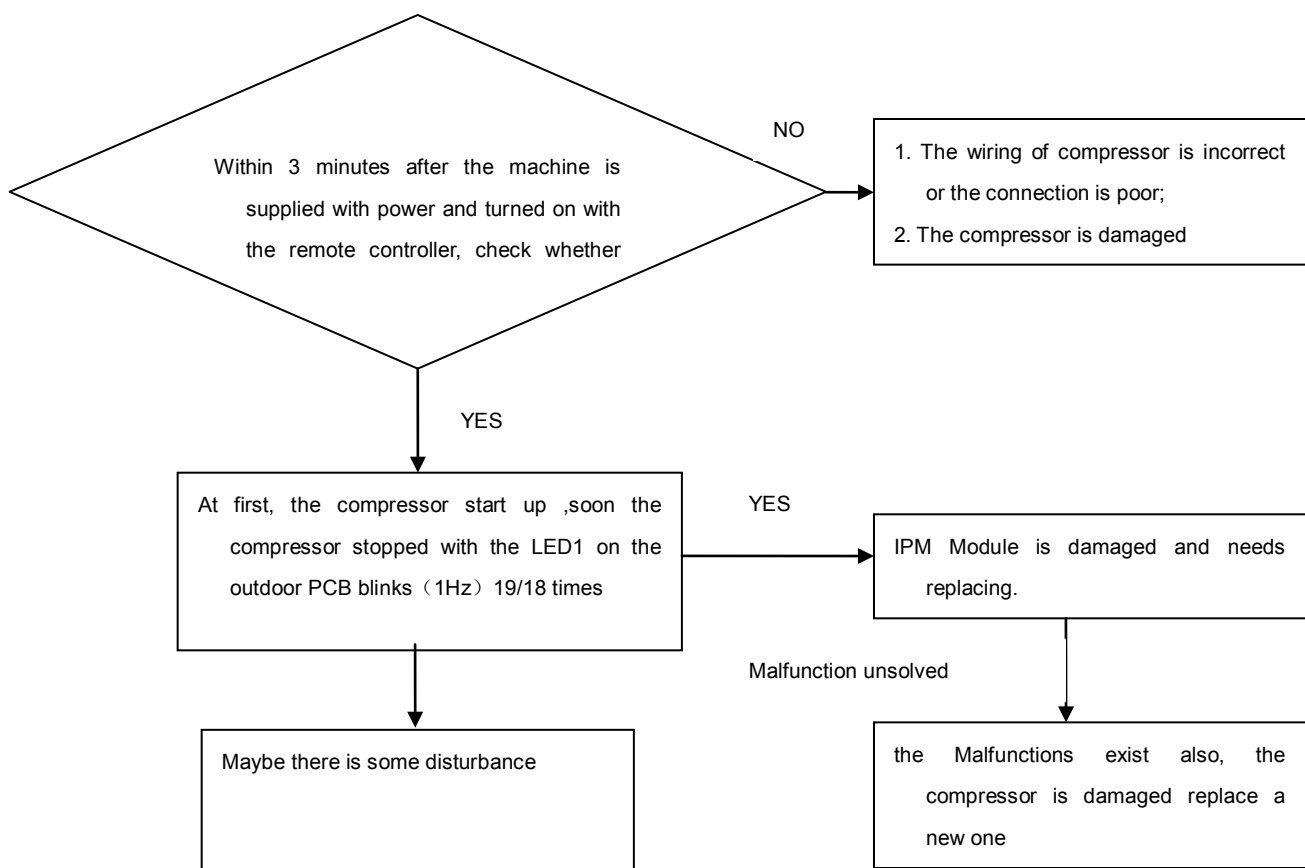 NO
Within 3 minutes after the machine is
supplied with power and turned on with
the remote controller, check whether
1. The wiring of compressor is incorrect
or the connection is poor;
2. The compressor is damaged
YES
At first, the compressor start up ,soon the
compressor stopped with the LED1 on the
outdoor PCB blinks（1Hz）19/18 times
YES
IPM Module is damaged and needs
replacing.
Malfunction unsolved
Maybe there is some disturbance
the Malfunctions exist also, the
compressor is damaged replace a
new one